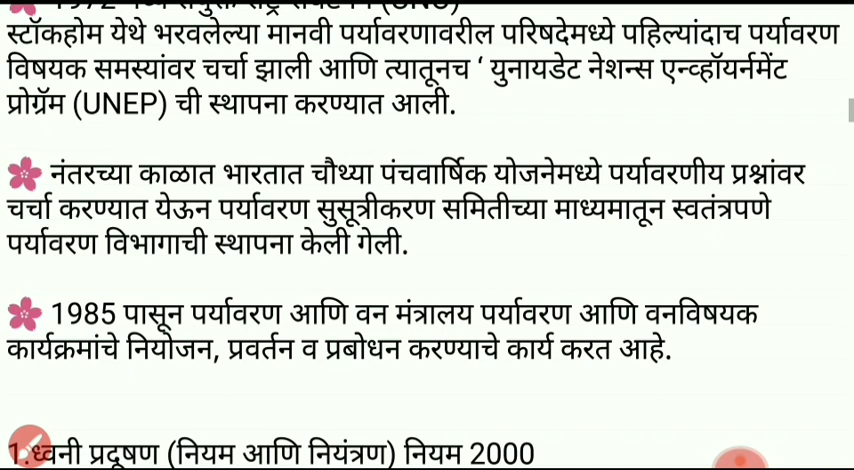 स्टॉकहोम येथे भरवलेल्या मानवी पर्यावरणावरील परिषदेमध्ये पहिल्यांदाच पर्यावरण
विषयक समस्यांवर चर्चा झाली आणि त्यातूनच ‘ युनायडेट नेशन्स एन्व्हॉयर्नमेंट
प्रोग्रॅम (UNEP) ची स्थापना करण्यात आली.
नंतरच्या काळात भारतात चौथ्या पंचवार्षिक योजनेमध्ये पर्यावरणीय प्रश्नांवर
चर्चा करण्यात येऊन पर्यावरण सुसूत्रीकरण समितीच्या माध्यमातून स्वतंत्रपणे
पर्यावरण विभागाची स्थापना केली गेली.
1985 पासून पर्यावरण आणि वन मंत्रालय पर्यावरण आणि वनविषयक
कार्यक्रमांचे नियोजन, प्रवर्तन व प्रबोधन करण्याचे कार्य करत आहे.
1.ध्वनी प्रदूषण (नियम आणि नियंत्रण) नियम 2000